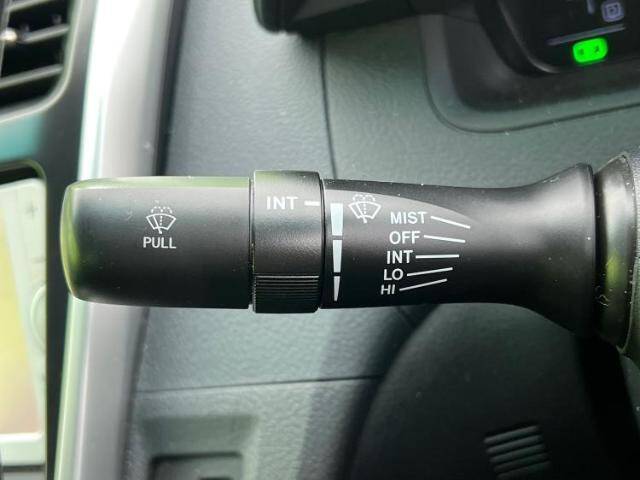 PULL
INT
MIST
OFF
INT
LO
HI